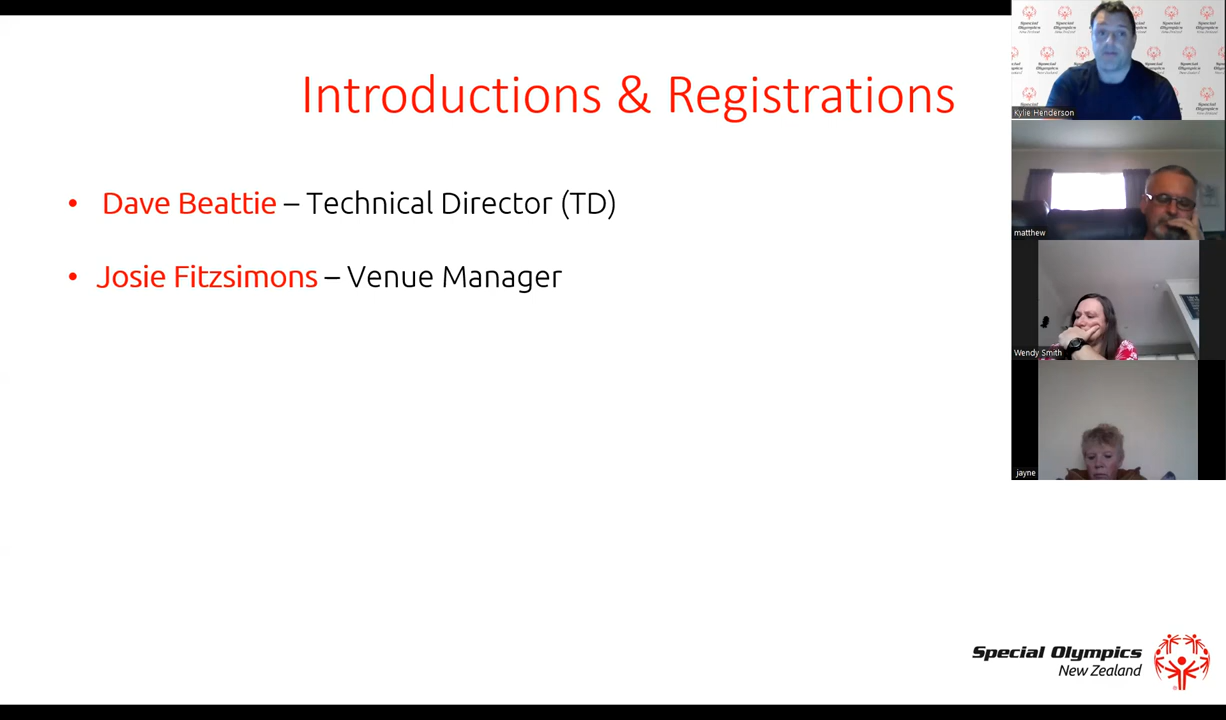 Introductions & Registrations
• Dave Beattie – Technical Director (TD)
• Josie Fitzsimons – Venue Manager
Kylie Henderson
matthew
Wendy Smith
jayne
Special Olympics
New Zealand